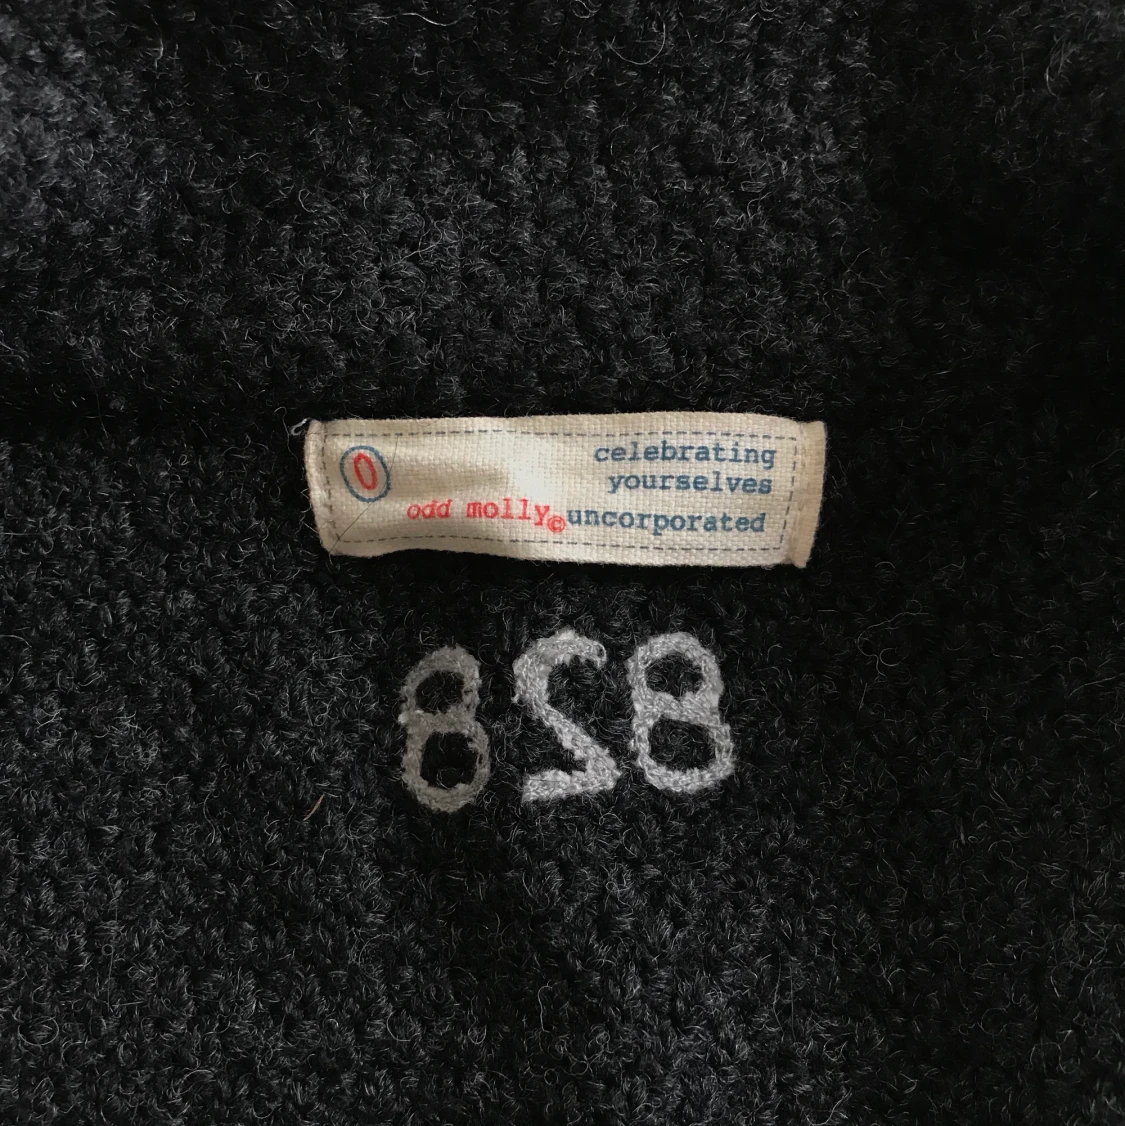 0 celebrating
yourselves
odd molly© uncorporated
828